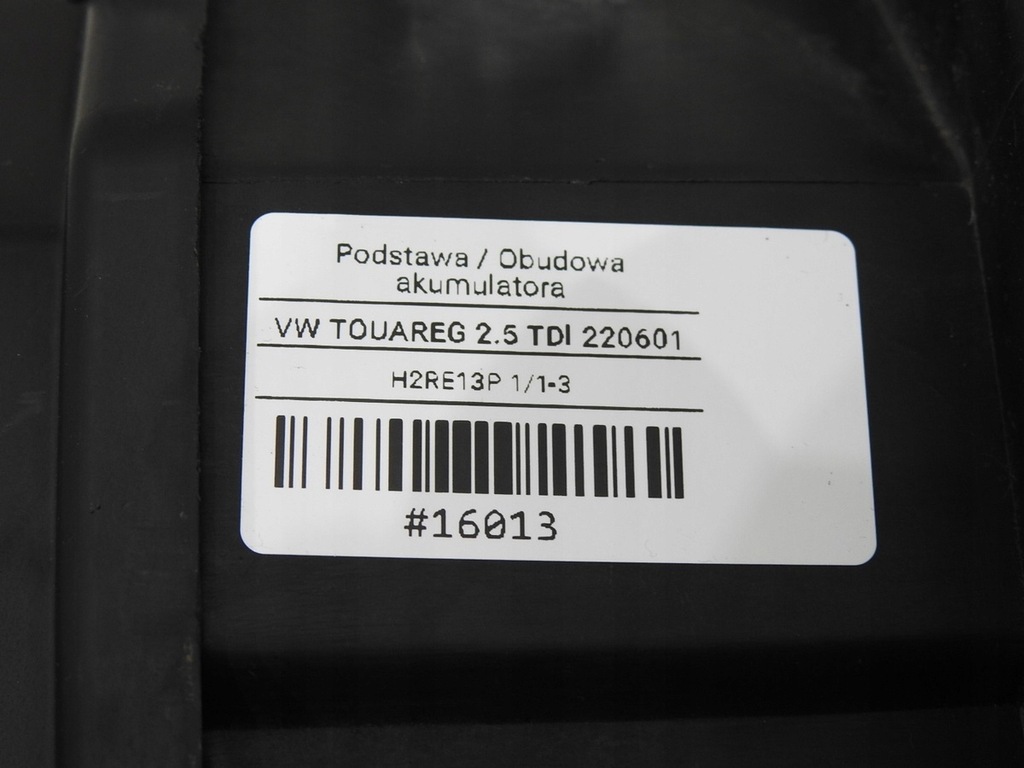 Podstawa / Obudowa
akumulatora
VW TOUAREG 2.5 TDI 220601
H2RE13P 1/1-3
#16013